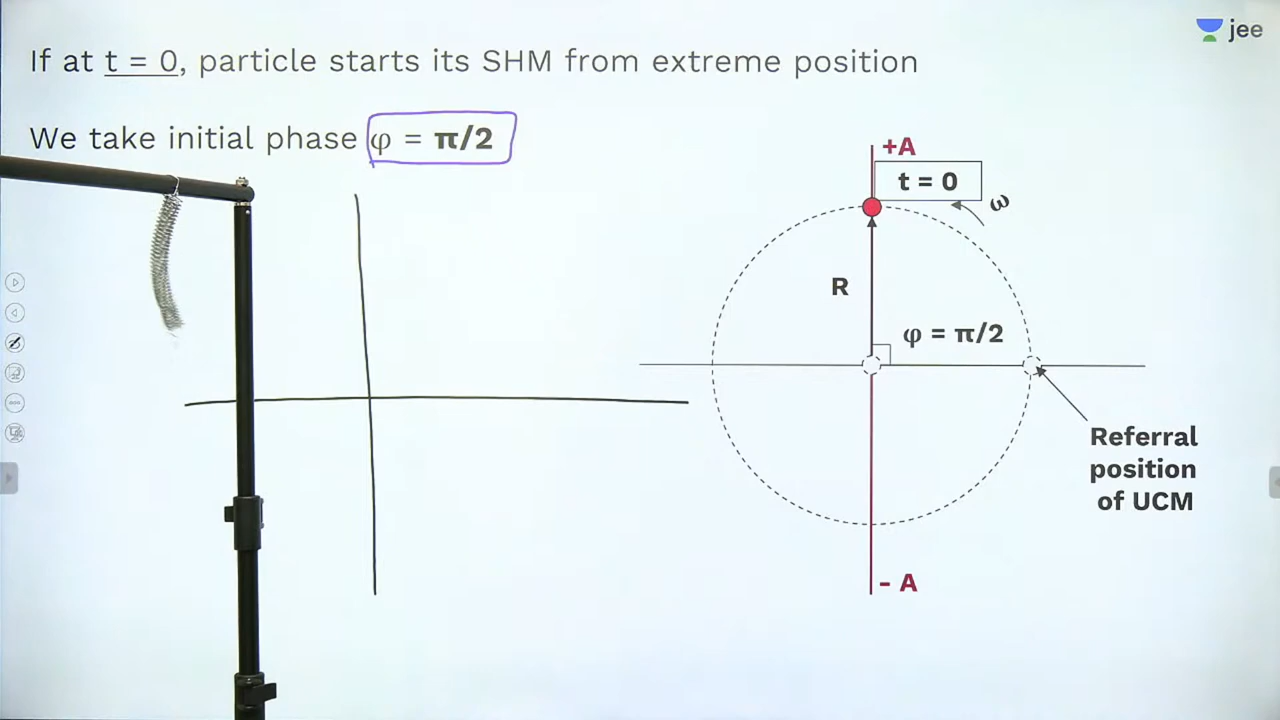 jee
If at t = 0, particle starts its SHM from extreme position
We take initial phase φ = π/2
+A
t = 0
ω
R
φ = π/2
Referral
position
of UCM
- A